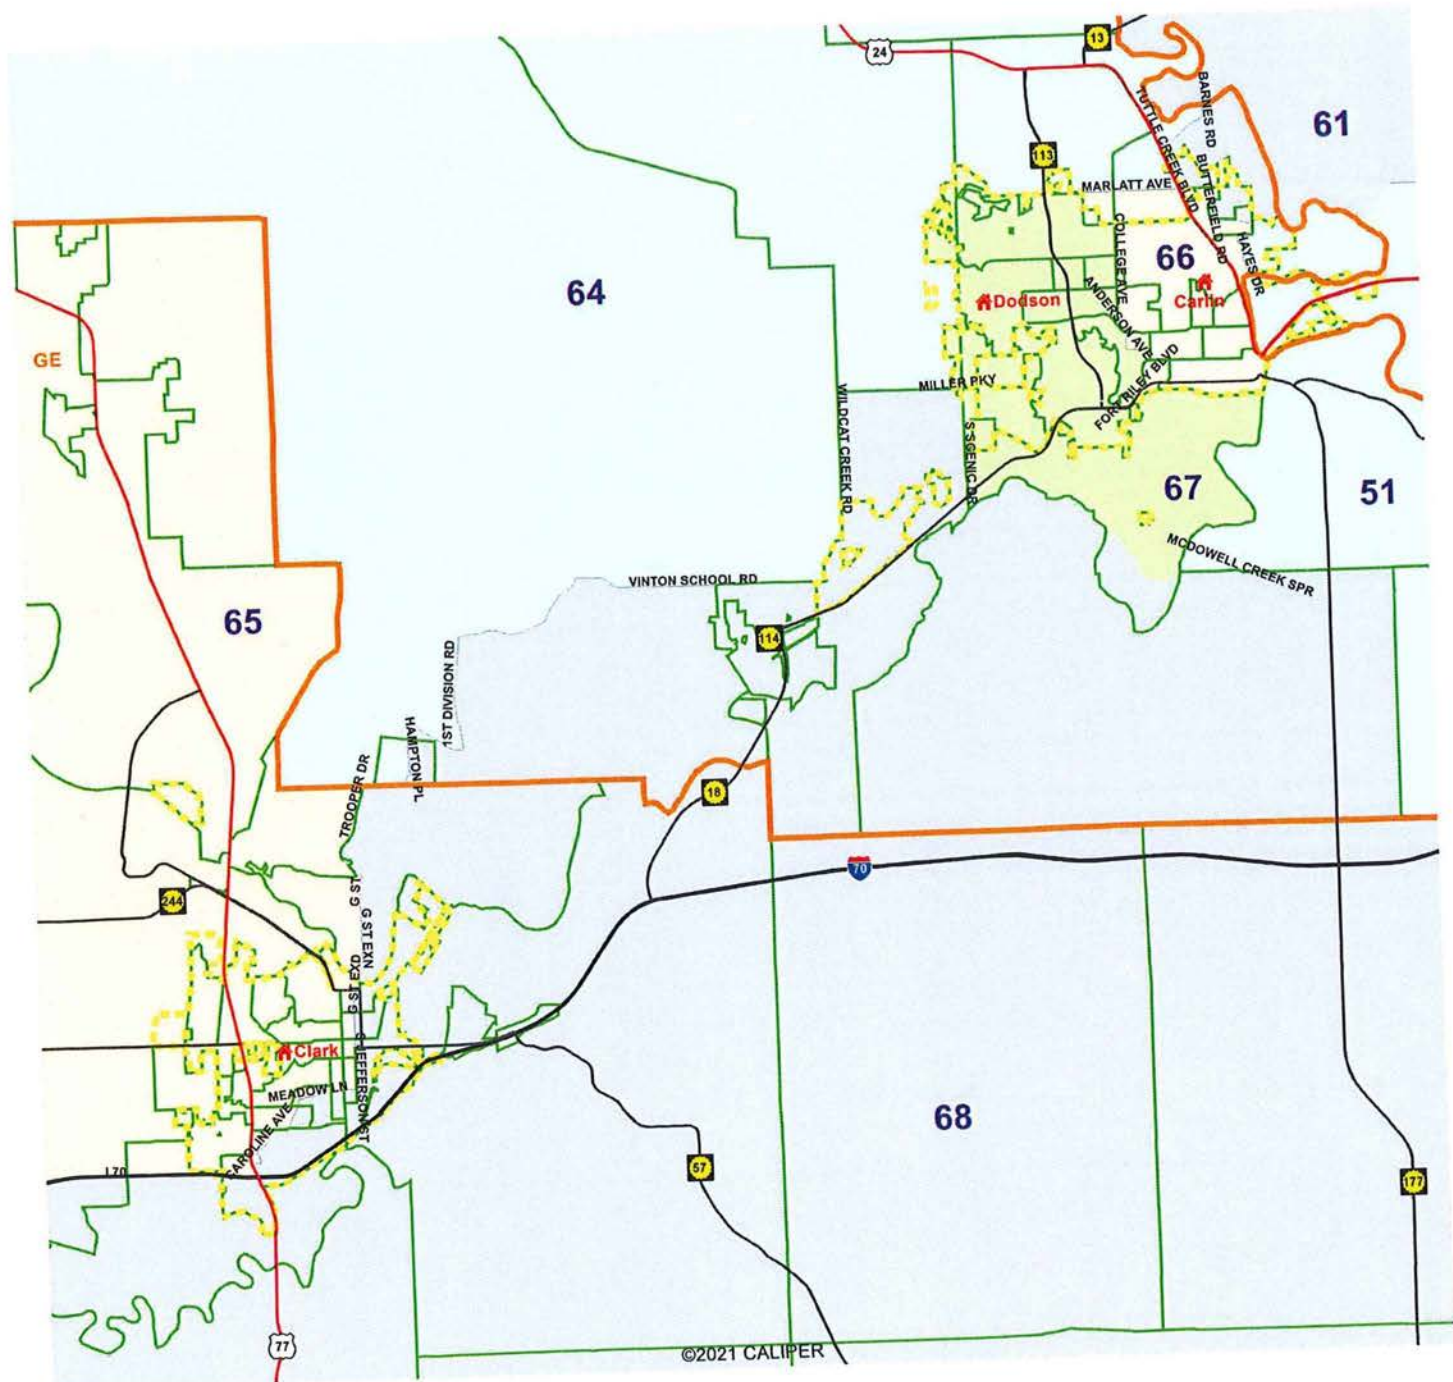 13
24
61
BARNES RD
TUTTLE CREEK BLVD
113
MARLATT AVE
BUTTERFIELD RD
COLLEGE AVE
HAYES DR
66
64
Dodson
Carlin
ANDERSON AVE
GE
MILLER PKY
FORT RILEY BLVD
WILDCAT CREEK RD
S SCENIC DR
67
51
MCDOWELL CREEK SPR
VINTON SCHOOL RD
65
114
1ST DIVISION RD
HAMPTON PL
TROOPER DR
18
70
244
G ST
G ST EXN
G ST EXD
Clark
S JEFFERSON ST
MEADOW LN
CAROLINE AVE
68
I 70
57
177
77
©2021 CALIPER